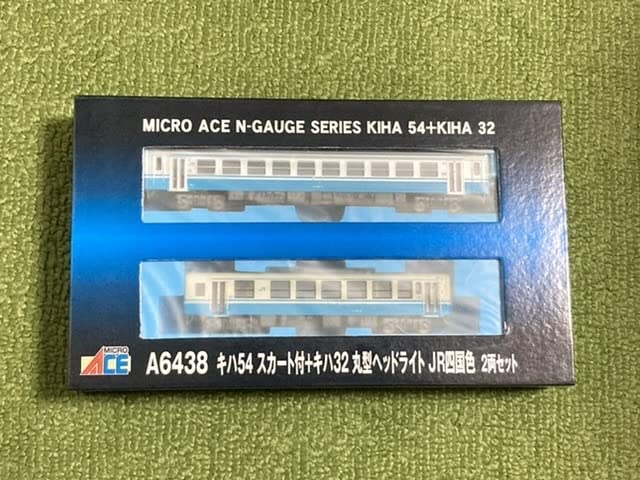 MICRO ACE N-GAUGE SERIES KIHA 54+KIHA 32
MICRO
ACE
A6438 キハ54 スカート付+キハ32 丸型ヘッドライト JR四国色 2両セット